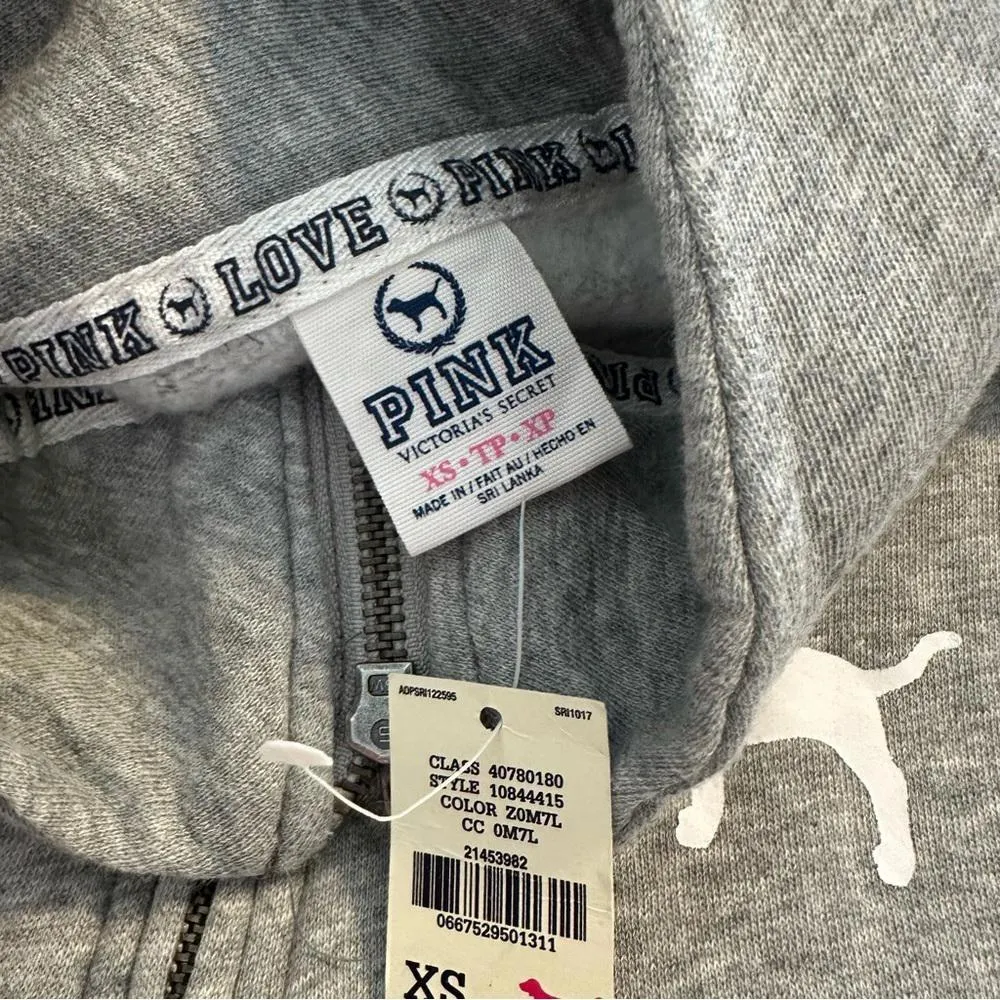 PINK LOVE PINK
PINK
VICTORIA'S SECRET
XS•TP•XP
MADE IN / FAIT AU / HECHO EN
SRI LANKA
AOPSRI122595
SRI1017
CLASS 40780180
STYLE 10844415
COLOR Z0M7L
CC 0M7L
21453982
0667529501311
XS